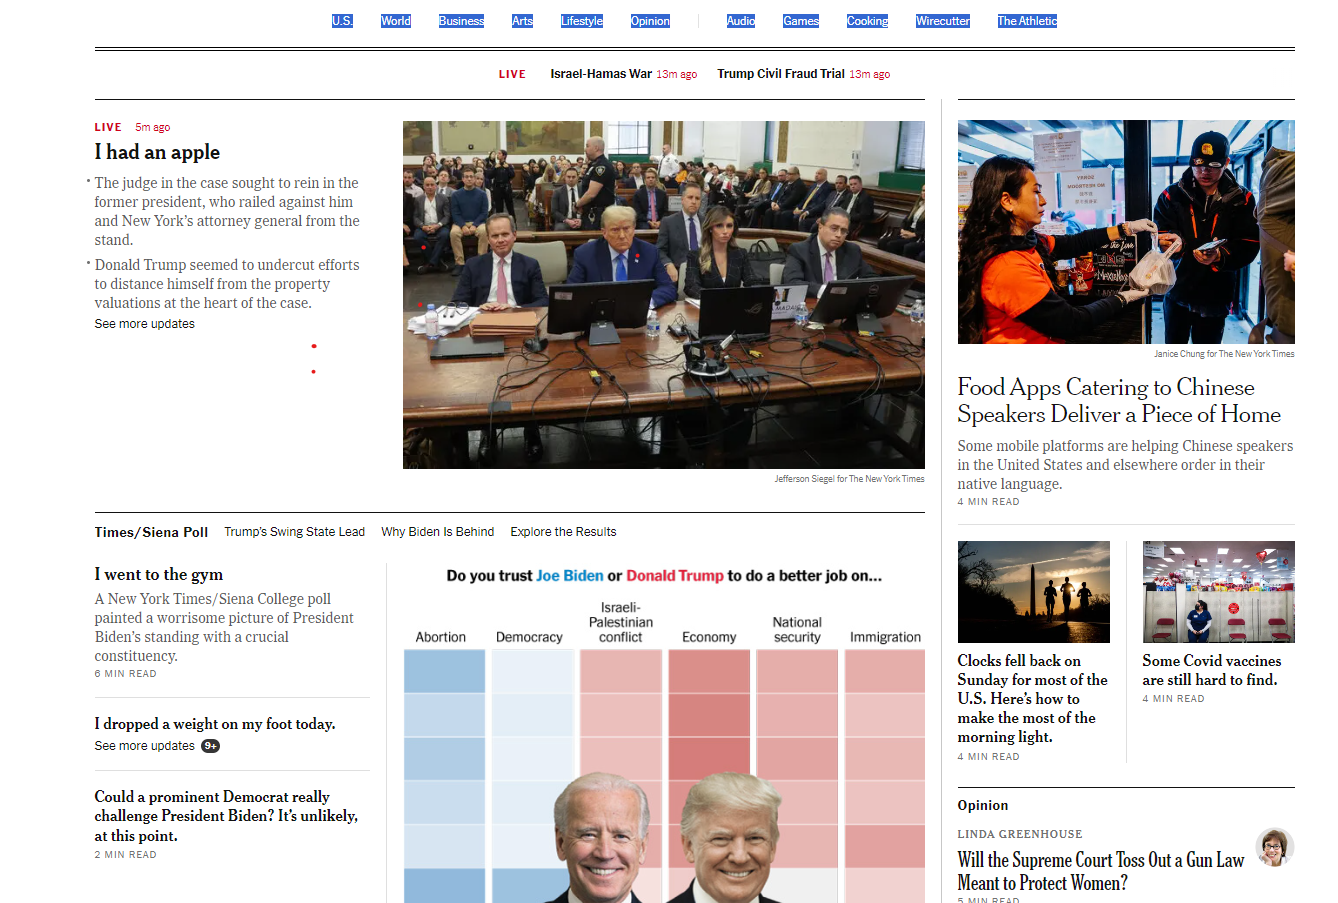 U.S. World Business Arts Lifestyle Opinion Audio Games Cooking Wirecutter The Athletic
LIVE Israel-Hamas War 13m ago Trump Civil Fraud Trial 13m ago
LIVE 5m ago
I had an apple
The judge in the case sought to rein in the
former president, who railed against him
and New York's attorney general from the
stand.
Donald Trump seemed to undercut efforts
to distance himself from the property
valuations at the heart of the case.
See more updates
Jefferson Siegel for The New York Times
Times/Siena Poll Trump's Swing State Lead Why Biden Is Behind Explore the Results
I went to the gym
A New York Times/Siena College poll
painted a worrisome picture of President
Biden's standing with a crucial
constituency.
6 MIN READ
I dropped a weight on my foot today.
See more updates 9+
Could a prominent Democrat really
challenge President Biden? It's unlikely,
at this point.
2 MIN READ
Do you trust Joe Biden or Donald Trump to do a better job on...
Abortion
Democracy
Israeli-
Palestinian
conflict
Economy
National
security
Immigration
Janice Chung for The New York Times
Food Apps Catering to Chinese
Speakers Deliver a Piece of Home
Some mobile platforms are helping Chinese speakers
in the United States and elsewhere order in their
native language.
4 MIN READ
Clocks fell back on
Sunday for most of the
U.S. Here's how to
make the most of the
morning light.
4 MIN READ
Some Covid vaccines
are still hard to find.
4 MIN READ
Opinion
LINDA GREENHOUSE
Will the Supreme Court Toss Out a Gun Law
Meant to Protect Women?
5 MIN READ